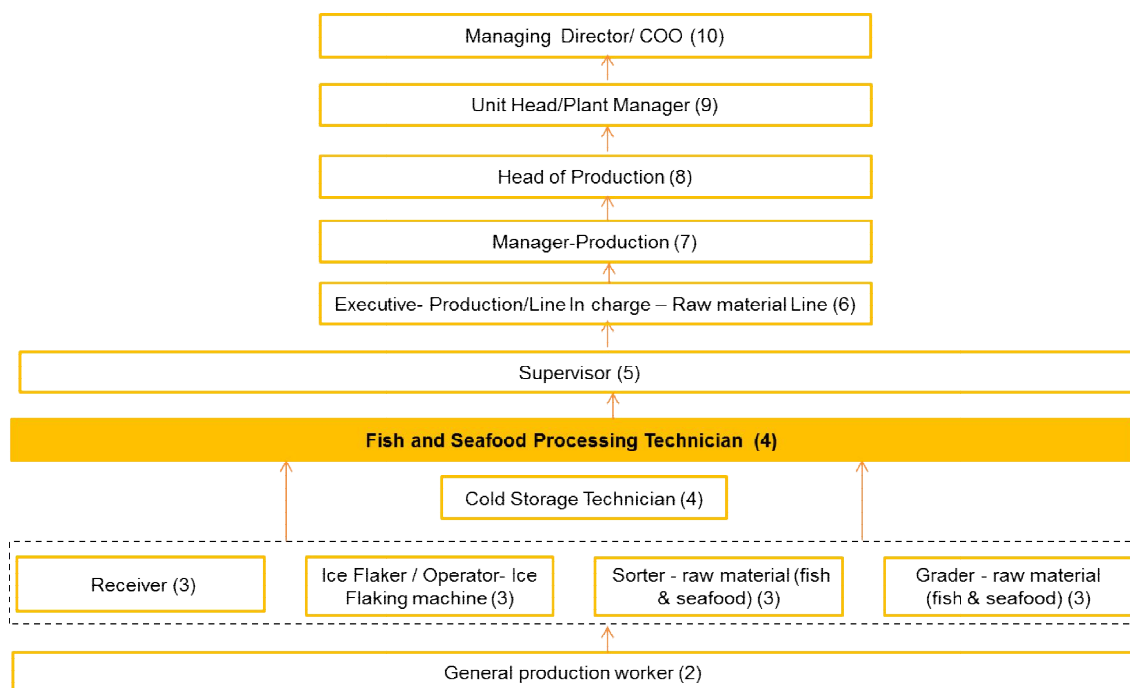 Managing Director/ COO (10)
Unit Head/Plant Manager (9)
Head of Production (8)
Manager-Production (7)
Executive- Production/Line In charge – Raw material Line (6)
Supervisor (5)
Fish and Seafood Processing Technician (4)
Cold Storage Technician (4)
Receiver (3)
Ice Flaker / Operator- Ice
Flaking machine (3)
Sorter - raw material (fish
& seafood) (3)
Grader - raw material
(fish & seafood) (3)
General production worker (2)